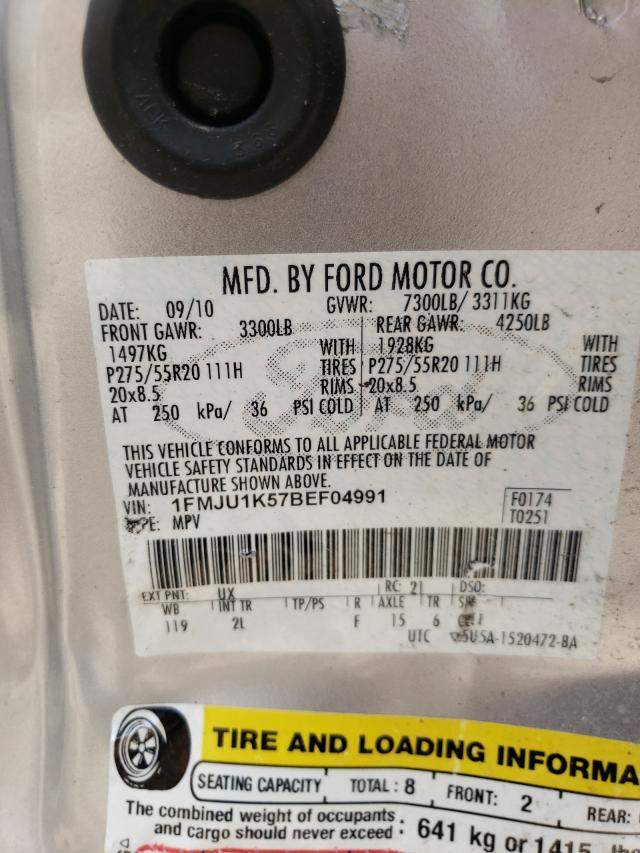 MFD. BY FORD MOTOR CO.
DATE: 09/10 GVWR: 7300LB/ 3311KG
FRONT GAWR: 3300LB REAR GAWR: 4250LB
1497KG WITH 1928KG WITH
P275/55R20 111H TIRES P275/55R20 111H TIRES
20x8.5 RIMS 20x8.5 RIMS
AT 250 kPa/ 36 PSI COLD AT 250 kPa/ 36 PSI COLD
THIS VEHICLE CONFORMS TO ALL APPLICABLE FEDERAL MOTOR
VEHICLE SAFETY STANDARDS IN EFFECT ON THE DATE OF
MANUFACTURE SHOWN ABOVE.
VIN: 1FMJU1K57BEF04991 F0174
TYPE: MPV T0251
EXT PNT: UX RC: 21 DSO:
WB INT TR TP/PS R AXLE TR
119 2L F 15 6
UTC 5U5A-1520472-BA
TIRE AND LOADING INFORMA
SEATING CAPACITY TOTAL: 8 FRONT: 2 REAR:
The combined weight of occupants
and cargo should never exceed: 641 kg or 1415